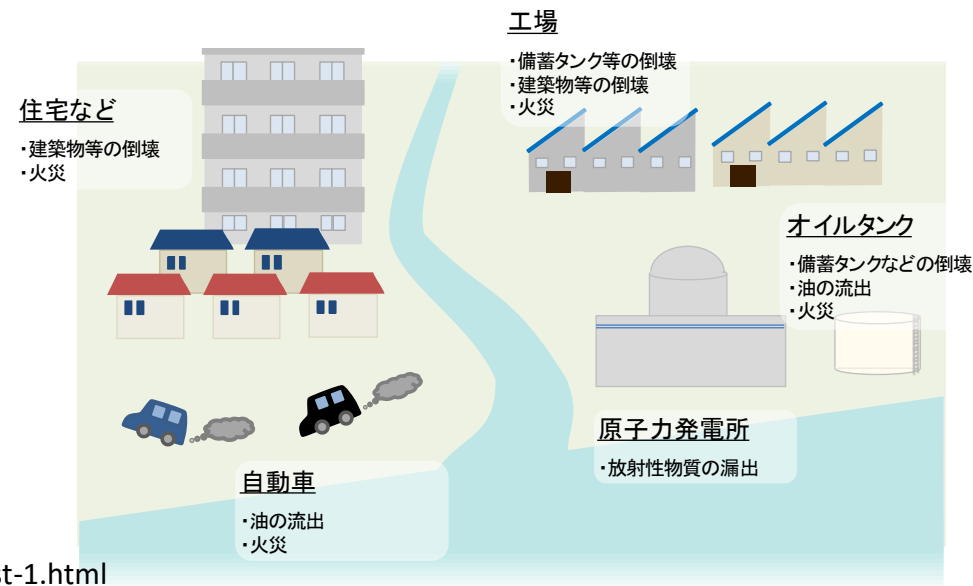 工場
・備蓄タンク等の倒壊
・建築物等の倒壊
・火災
住宅など
・建築物等の倒壊
・火災
オイルタンク
・備蓄タンクなどの倒壊
・油の流出
・火災
原子力発電所
・放射性物質の漏出
自動車
・油の流出
・火災
st-1.html